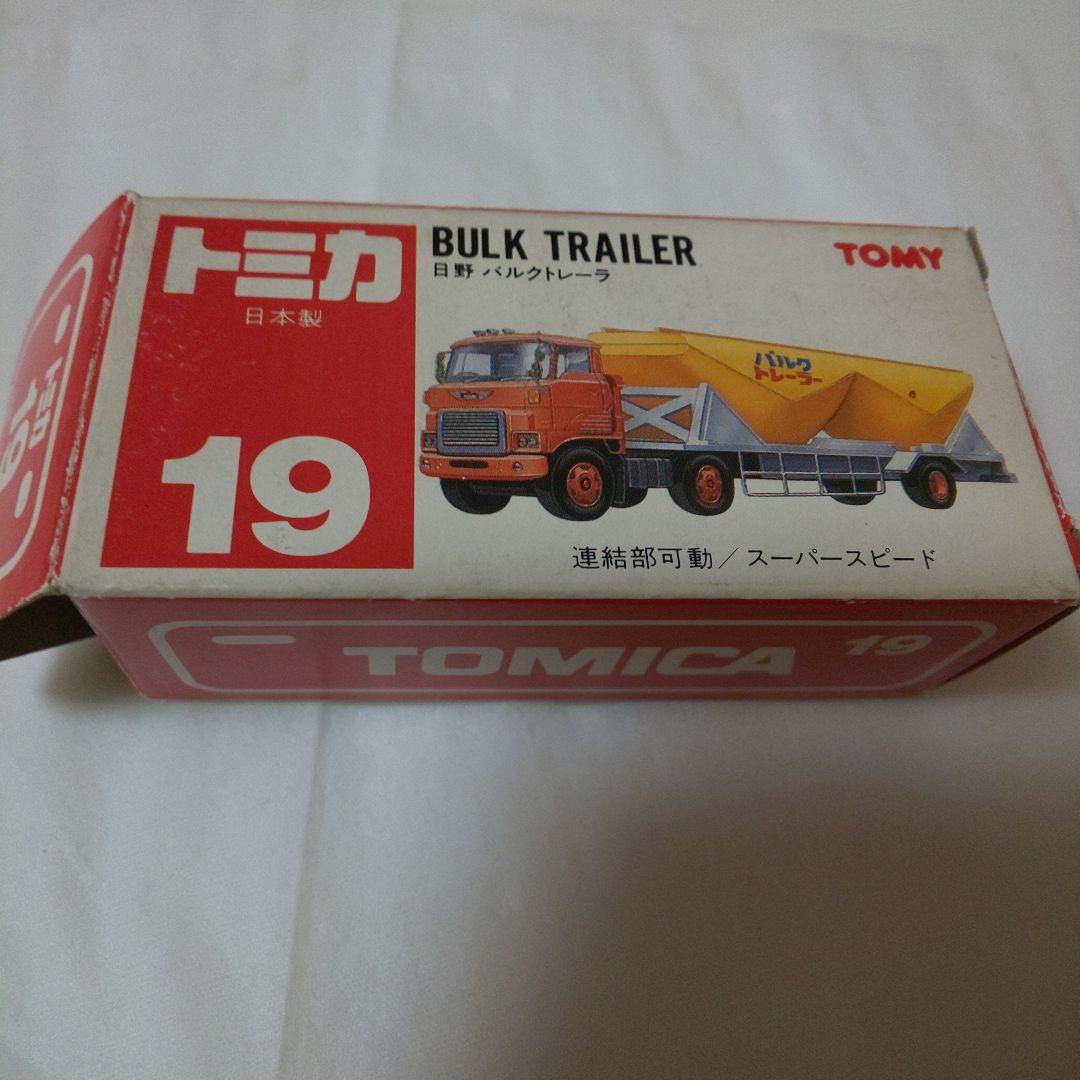 トミカ
日本製
19
BULK TRAILER
日野 バルクトレーラ
TOMY
バルク
トレーラー
連結部可動/スーパースピード
TOMICA
19